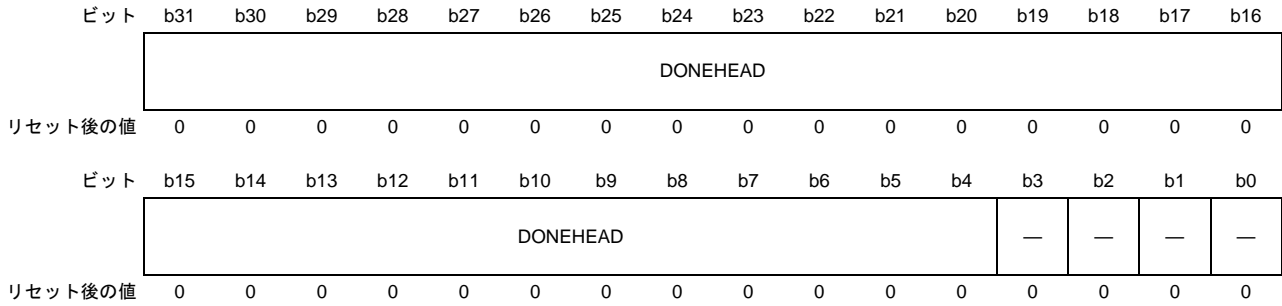 ビット b31 b30 b29 b28 b27 b26 b25 b24 b23 b22 b21 b20 b19 b18 b17 b16
DONEHEAD
リセット後の値 0 0 0 0 0 0 0 0 0 0 0 0 0 0 0 0
ビット b15 b14 b13 b12 b11 b10 b9 b8 b7 b6 b5 b4 b3 b2 b1 b0
DONEHEAD — — — —
リセット後の値 0 0 0 0 0 0 0 0 0 0 0 0 0 0 0 0